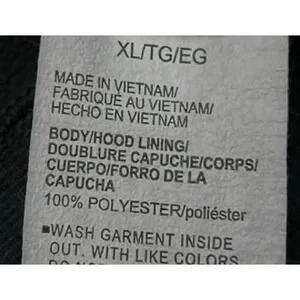 XL/TG/EG
MADE IN VIETNAM/
FABRIQUÉ AU VIETNAM/
HECHO EN VIETNAM
BODY/HOOD LINING/
DOUBLURE CAPUCHE/CORPS/
CUERPO/FORRO DE LA
CAPUCHA
100% POLYESTER/poliéster
■WASH GARMENT INSIDE
OUT. WITH LIKE COLORS